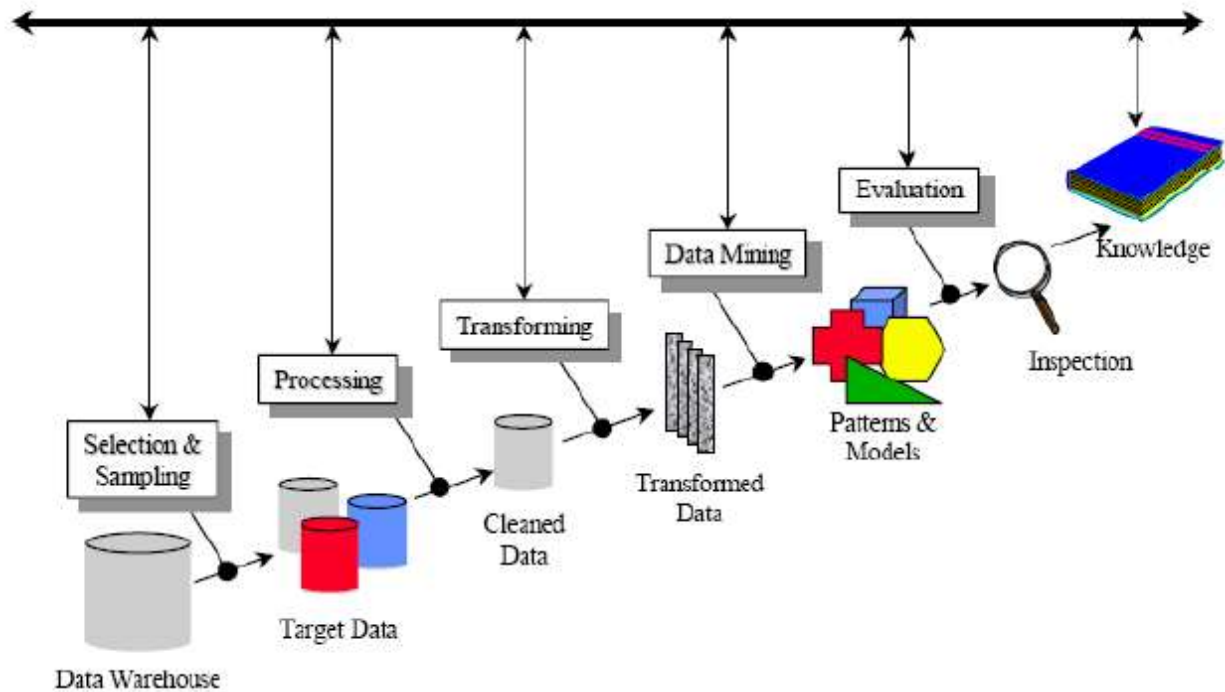 Evaluation
Knowledge
Data Mining
Inspection
Transforming
Patterns &
Models
Processing
Transformed
Data
Selection &
Sampling
Cleaned
Data
Target Data
Data Warehouse